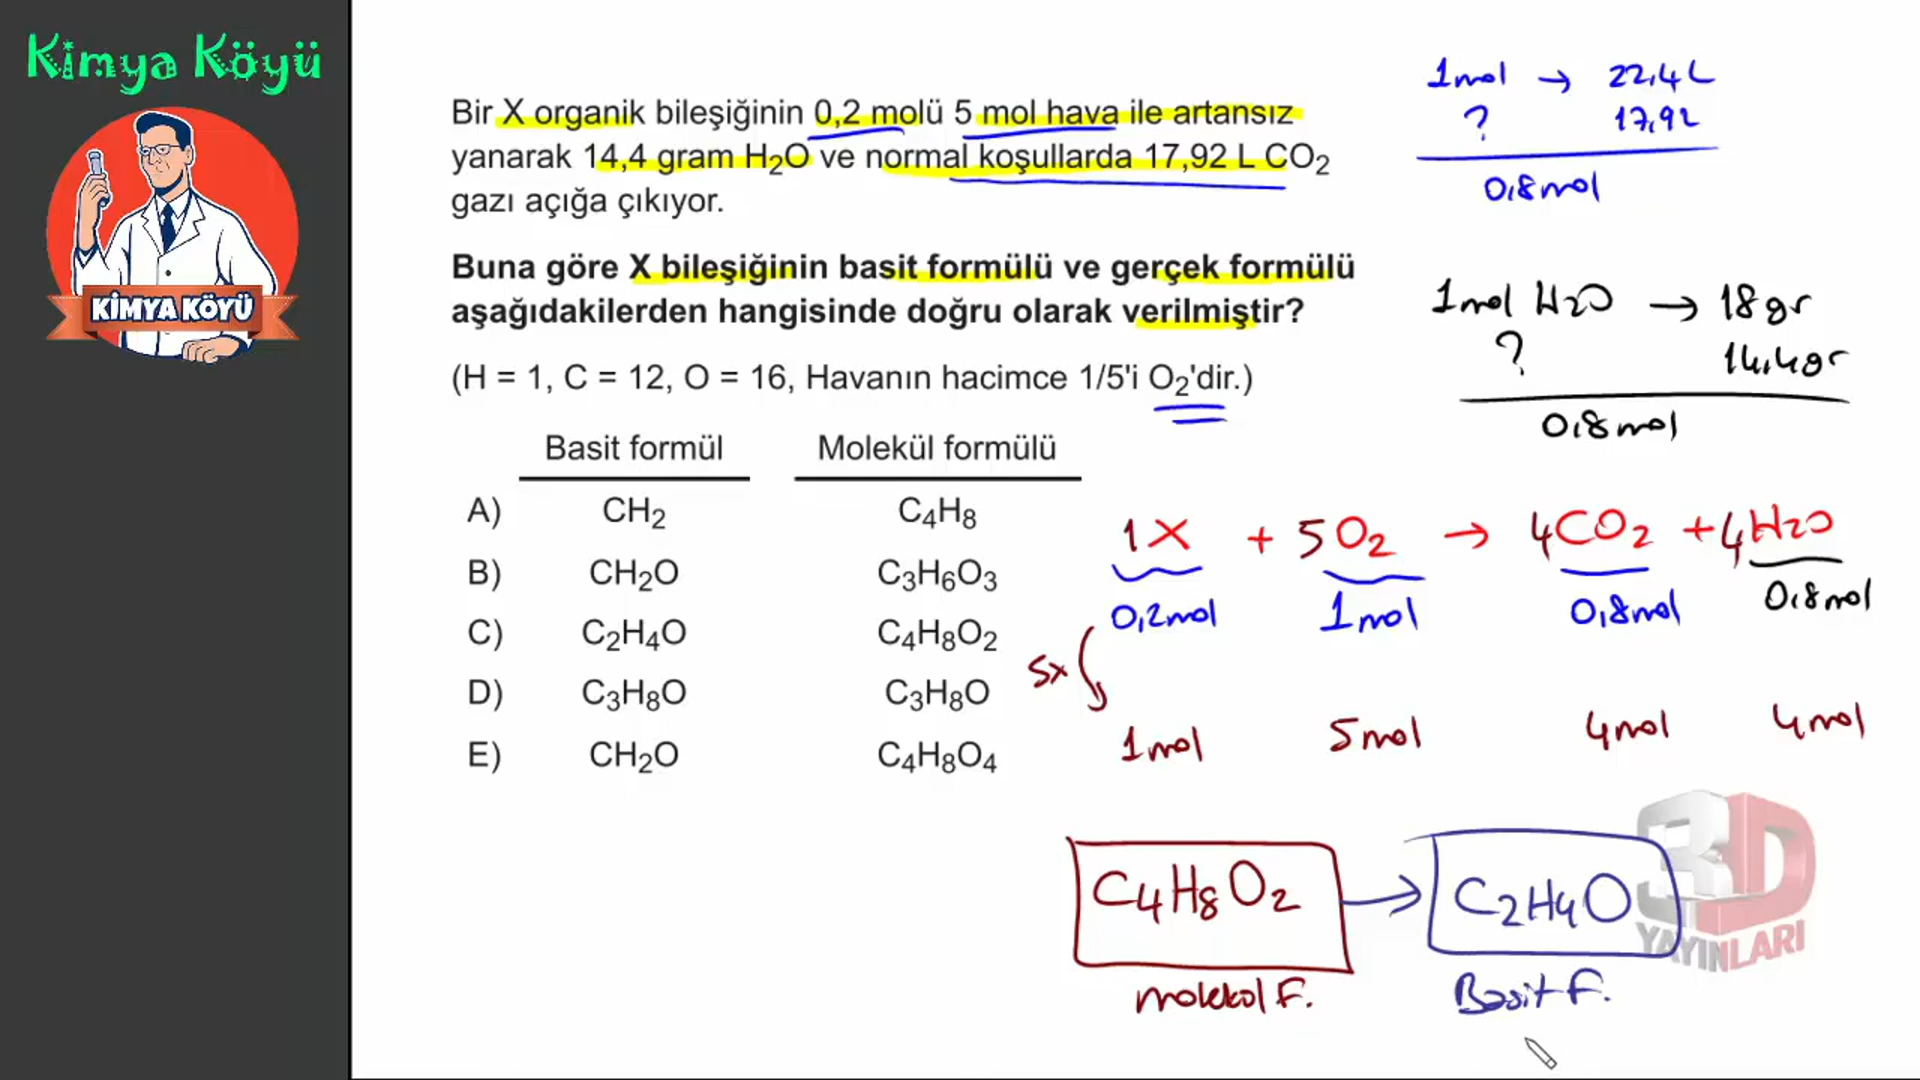 Kimya Köyü
KİMYA KÖYÜ
Bir X organik bileşiğinin 0,2 molü 5 mol hava ile artansız
yanarak 14,4 gram H₂O ve normal koşullarda 17,92 L CO₂
gazı açığa çıkıyor.
Buna göre X bileşiğinin basit formülü ve gerçek formülü
aşağıdakilerden hangisinde doğru olarak verilmiştir?
(H = 1, C = 12, O = 16, Havanın hacimce 1/5'i O₂'dir.)
Basit formül Molekül formülü
A) CH₂ C₄H₈
B) CH₂O C₃H₆O₃
C) C₂H₄O C₄H₈O₂
D) C₃H₈O C₃H₈O
E) CH₂O C₄H₈O₄
1mol → 22,4L
? 17,92
0,8mol
1mol H₂O → 18gr
? 14,4gr
0,8mol
1X + 5O₂ → 4CO₂ + 4H₂O
0,2mol 1mol 0,8mol 0,8mol
5x
1mol 5mol 4mol 4mol
C₄H₈O₂ → C₂H₄O
molekül F. Basit F.
3D
YAYINLARI